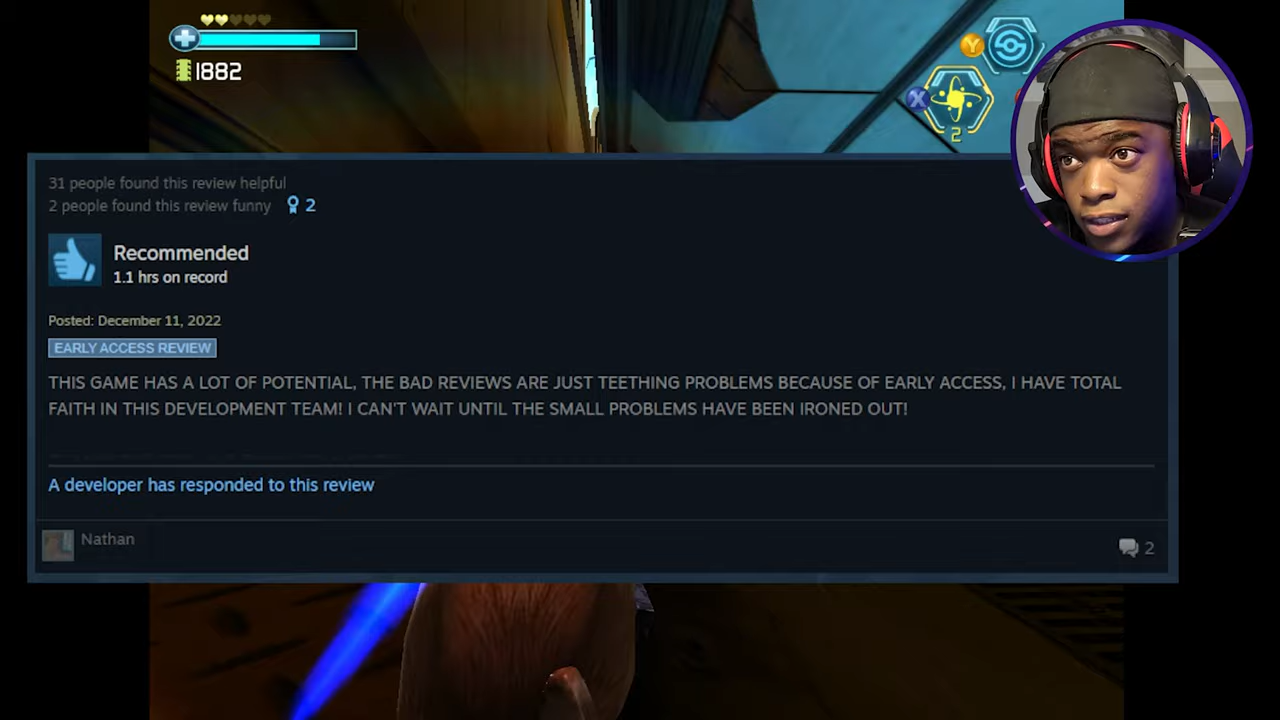 1882
Y
X
2
31 people found this review helpful
2 people found this review funny 2
Recommended
1.1 hrs on record
Posted: December 11, 2022
EARLY ACCESS REVIEW
THIS GAME HAS A LOT OF POTENTIAL, THE BAD REVIEWS ARE JUST TEETHING PROBLEMS BECAUSE OF EARLY ACCESS, I HAVE TOTAL
FAITH IN THIS DEVELOPMENT TEAM! I CAN'T WAIT UNTIL THE SMALL PROBLEMS HAVE BEEN IRONED OUT!
A developer has responded to this review
Nathan
2